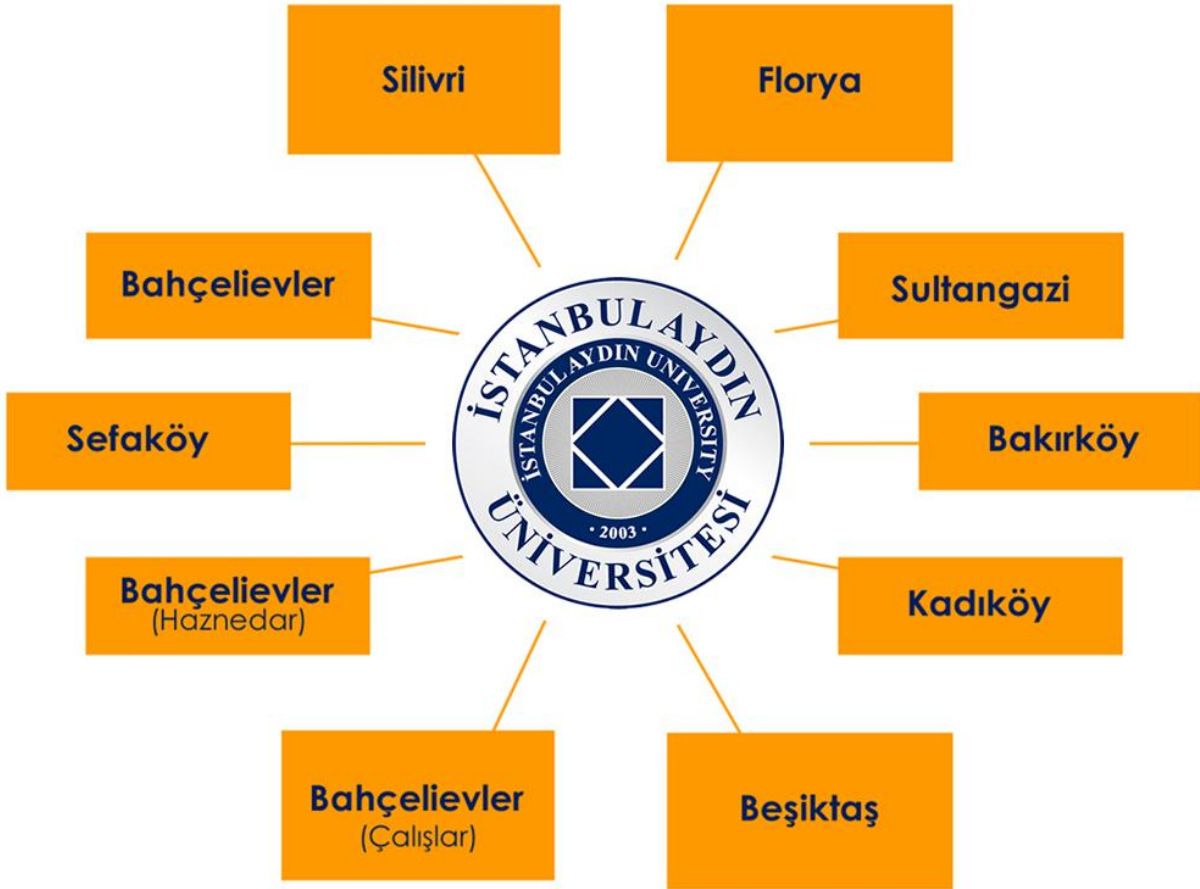 Silivri
Florya
Bahçelievler
Sultangazi
İSTANBUL AYDIN
İSTANBUL AYDIN UNIVERSITY
Sefaköy
Bakırköy
· 2003 ·
ÜNİVERSİTESİ
Bahçelievler
(Haznedar)
Kadıköy
Bahçelievler
(Çalışlar)
Beşiktaş